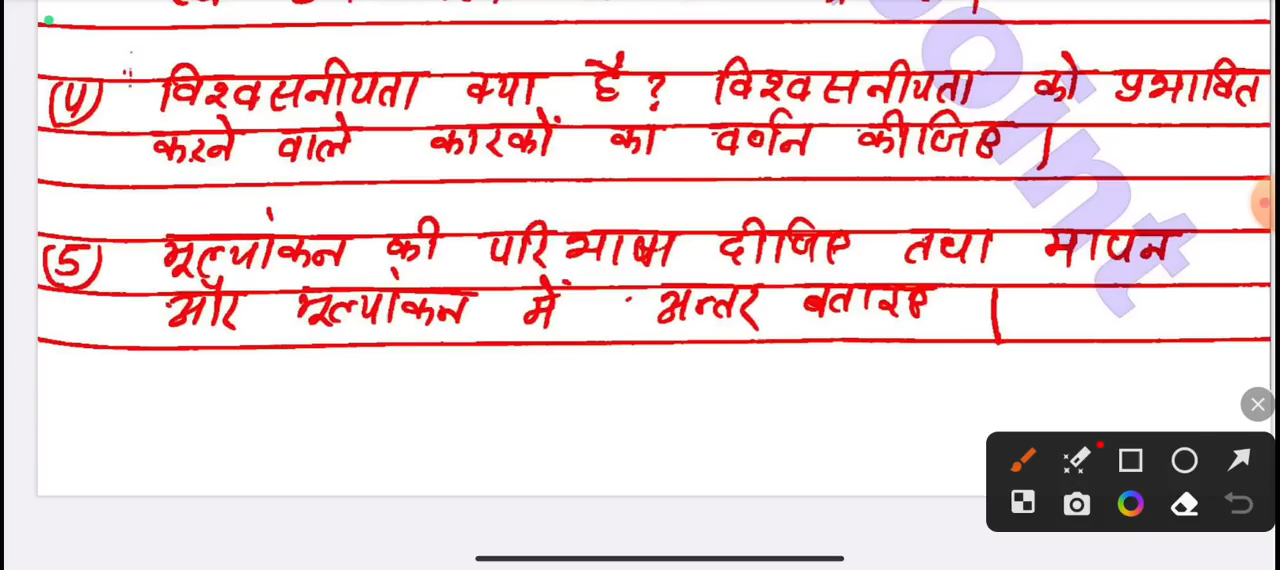 (4) विश्वसनीयता क्या है? विश्वसनीयता को प्रभावित
करने वाले कारकों का वर्णन कीजिए।
(5) मूल्यांकन की परिभाषा दीजिए तथा मापन
और मूल्यांकन में अन्तर बताइए।
oint